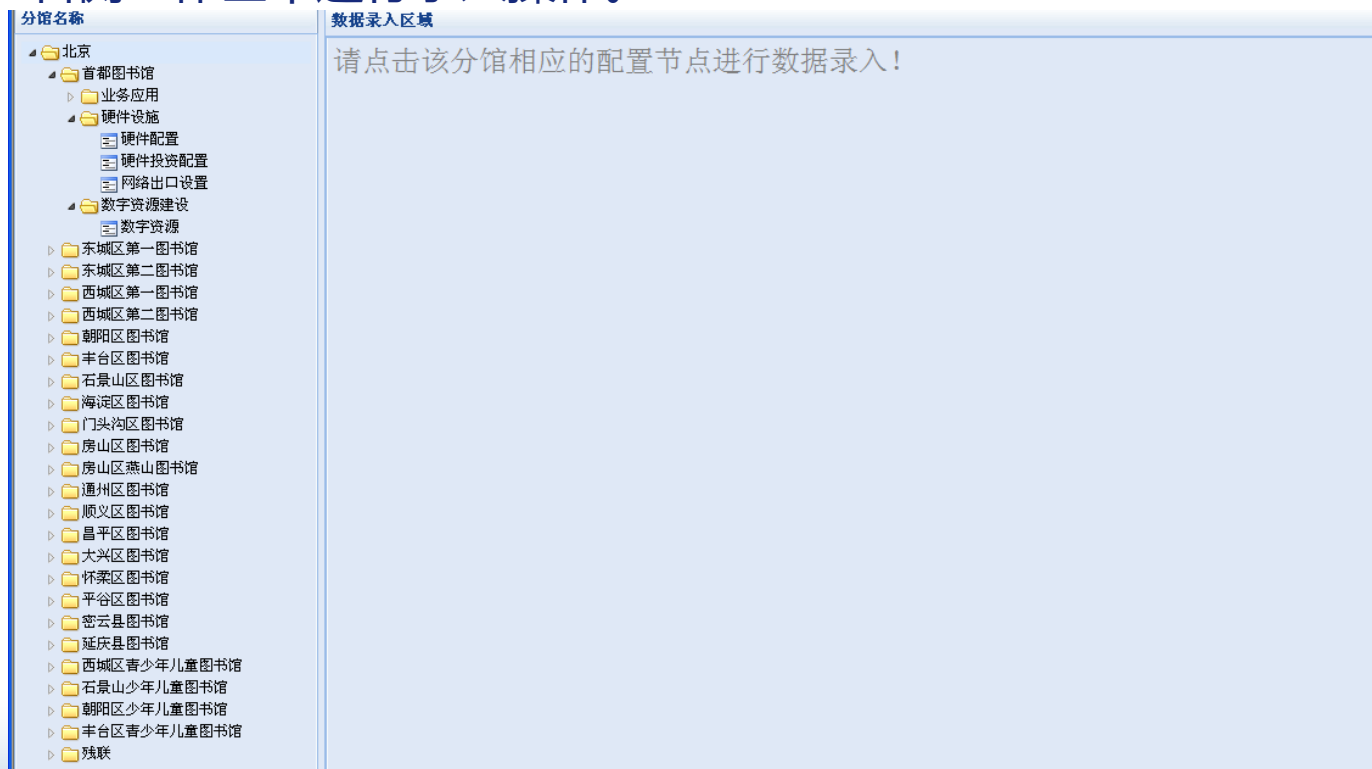 分馆名称
数据录入区域
北京
首都图书馆
业务应用
硬件设施
硬件配置
硬件投资配置
网络出口设置
数字资源建设
数字资源
东城区第一图书馆
东城区第二图书馆
西城区第一图书馆
西城区第二图书馆
朝阳区图书馆
丰台区图书馆
石景山区图书馆
海淀区图书馆
门头沟区图书馆
房山区图书馆
房山区燕山图书馆
通州区图书馆
顺义区图书馆
昌平区图书馆
大兴区图书馆
怀柔区图书馆
平谷区图书馆
密云县图书馆
延庆县图书馆
西城区青少年儿童图书馆
石景山少年儿童图书馆
朝阳区少年儿童图书馆
丰台区青少年儿童图书馆
残联
请点击该分馆相应的配置节点进行数据录入！